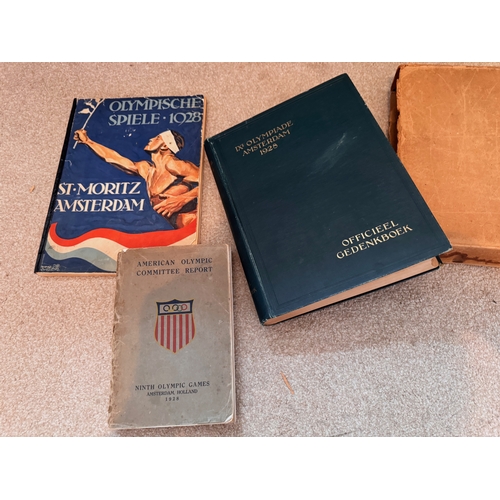 OLYMPISCHE
SPIELE · 1928
ST·MORITZ
AMSTERDAM
AMERICAN OLYMPIC
COMMITTEE REPORT
NINTH OLYMPIC GAMES
AMSTERDAM, HOLLAND
1928
OLYMPIADE
AMSTERDAM
1928
OFFICIEEL
GEDENKBOEK